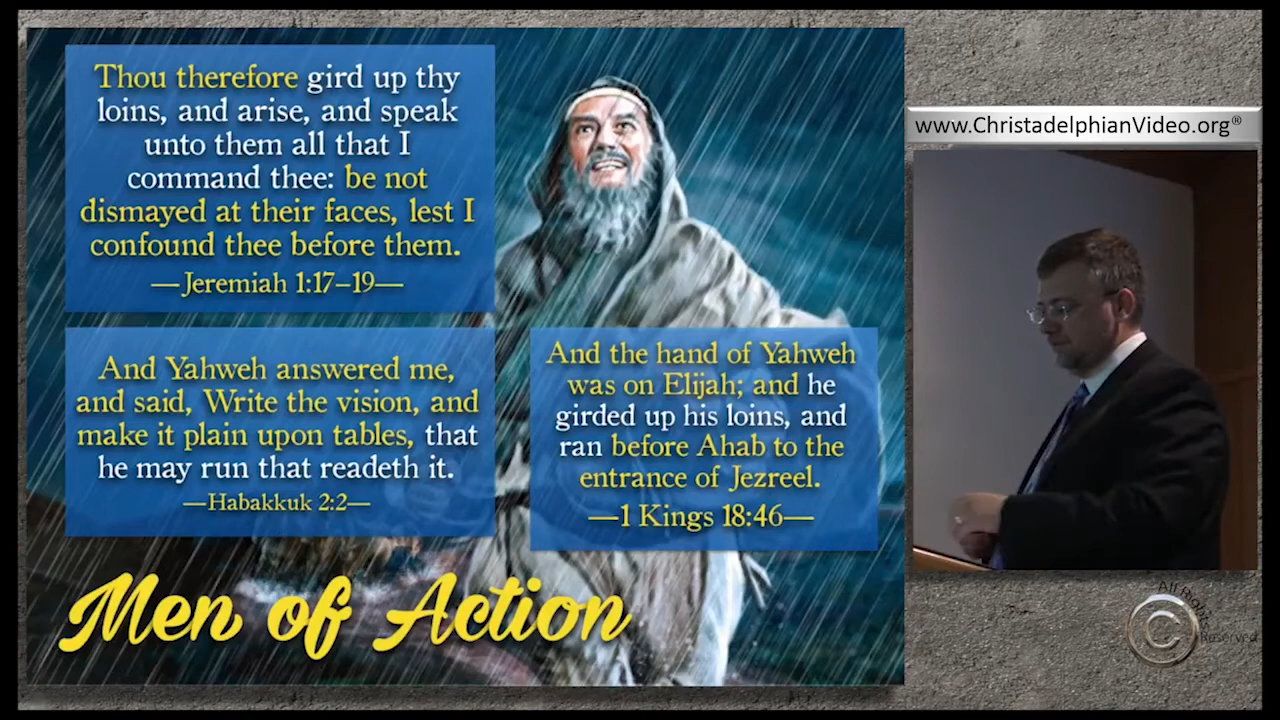 Thou therefore gird up thy
loins, and arise, and speak
unto them all that I
command thee: be not
dismayed at their faces, lest I
confound thee before them.
—Jeremiah 1:17–19—
And Yahweh answered me,
and said, Write the vision, and
make it plain upon tables, that
he may run that readeth it.
—Habakkuk 2:2—
And the hand of Yahweh
was on Elijah; and he
girded up his loins, and
ran before Ahab to the
entrance of Jezreel.
—1 Kings 18:46—
Men of Action
www.ChristadelphianVideo.org®
All Rights
Reserved
©